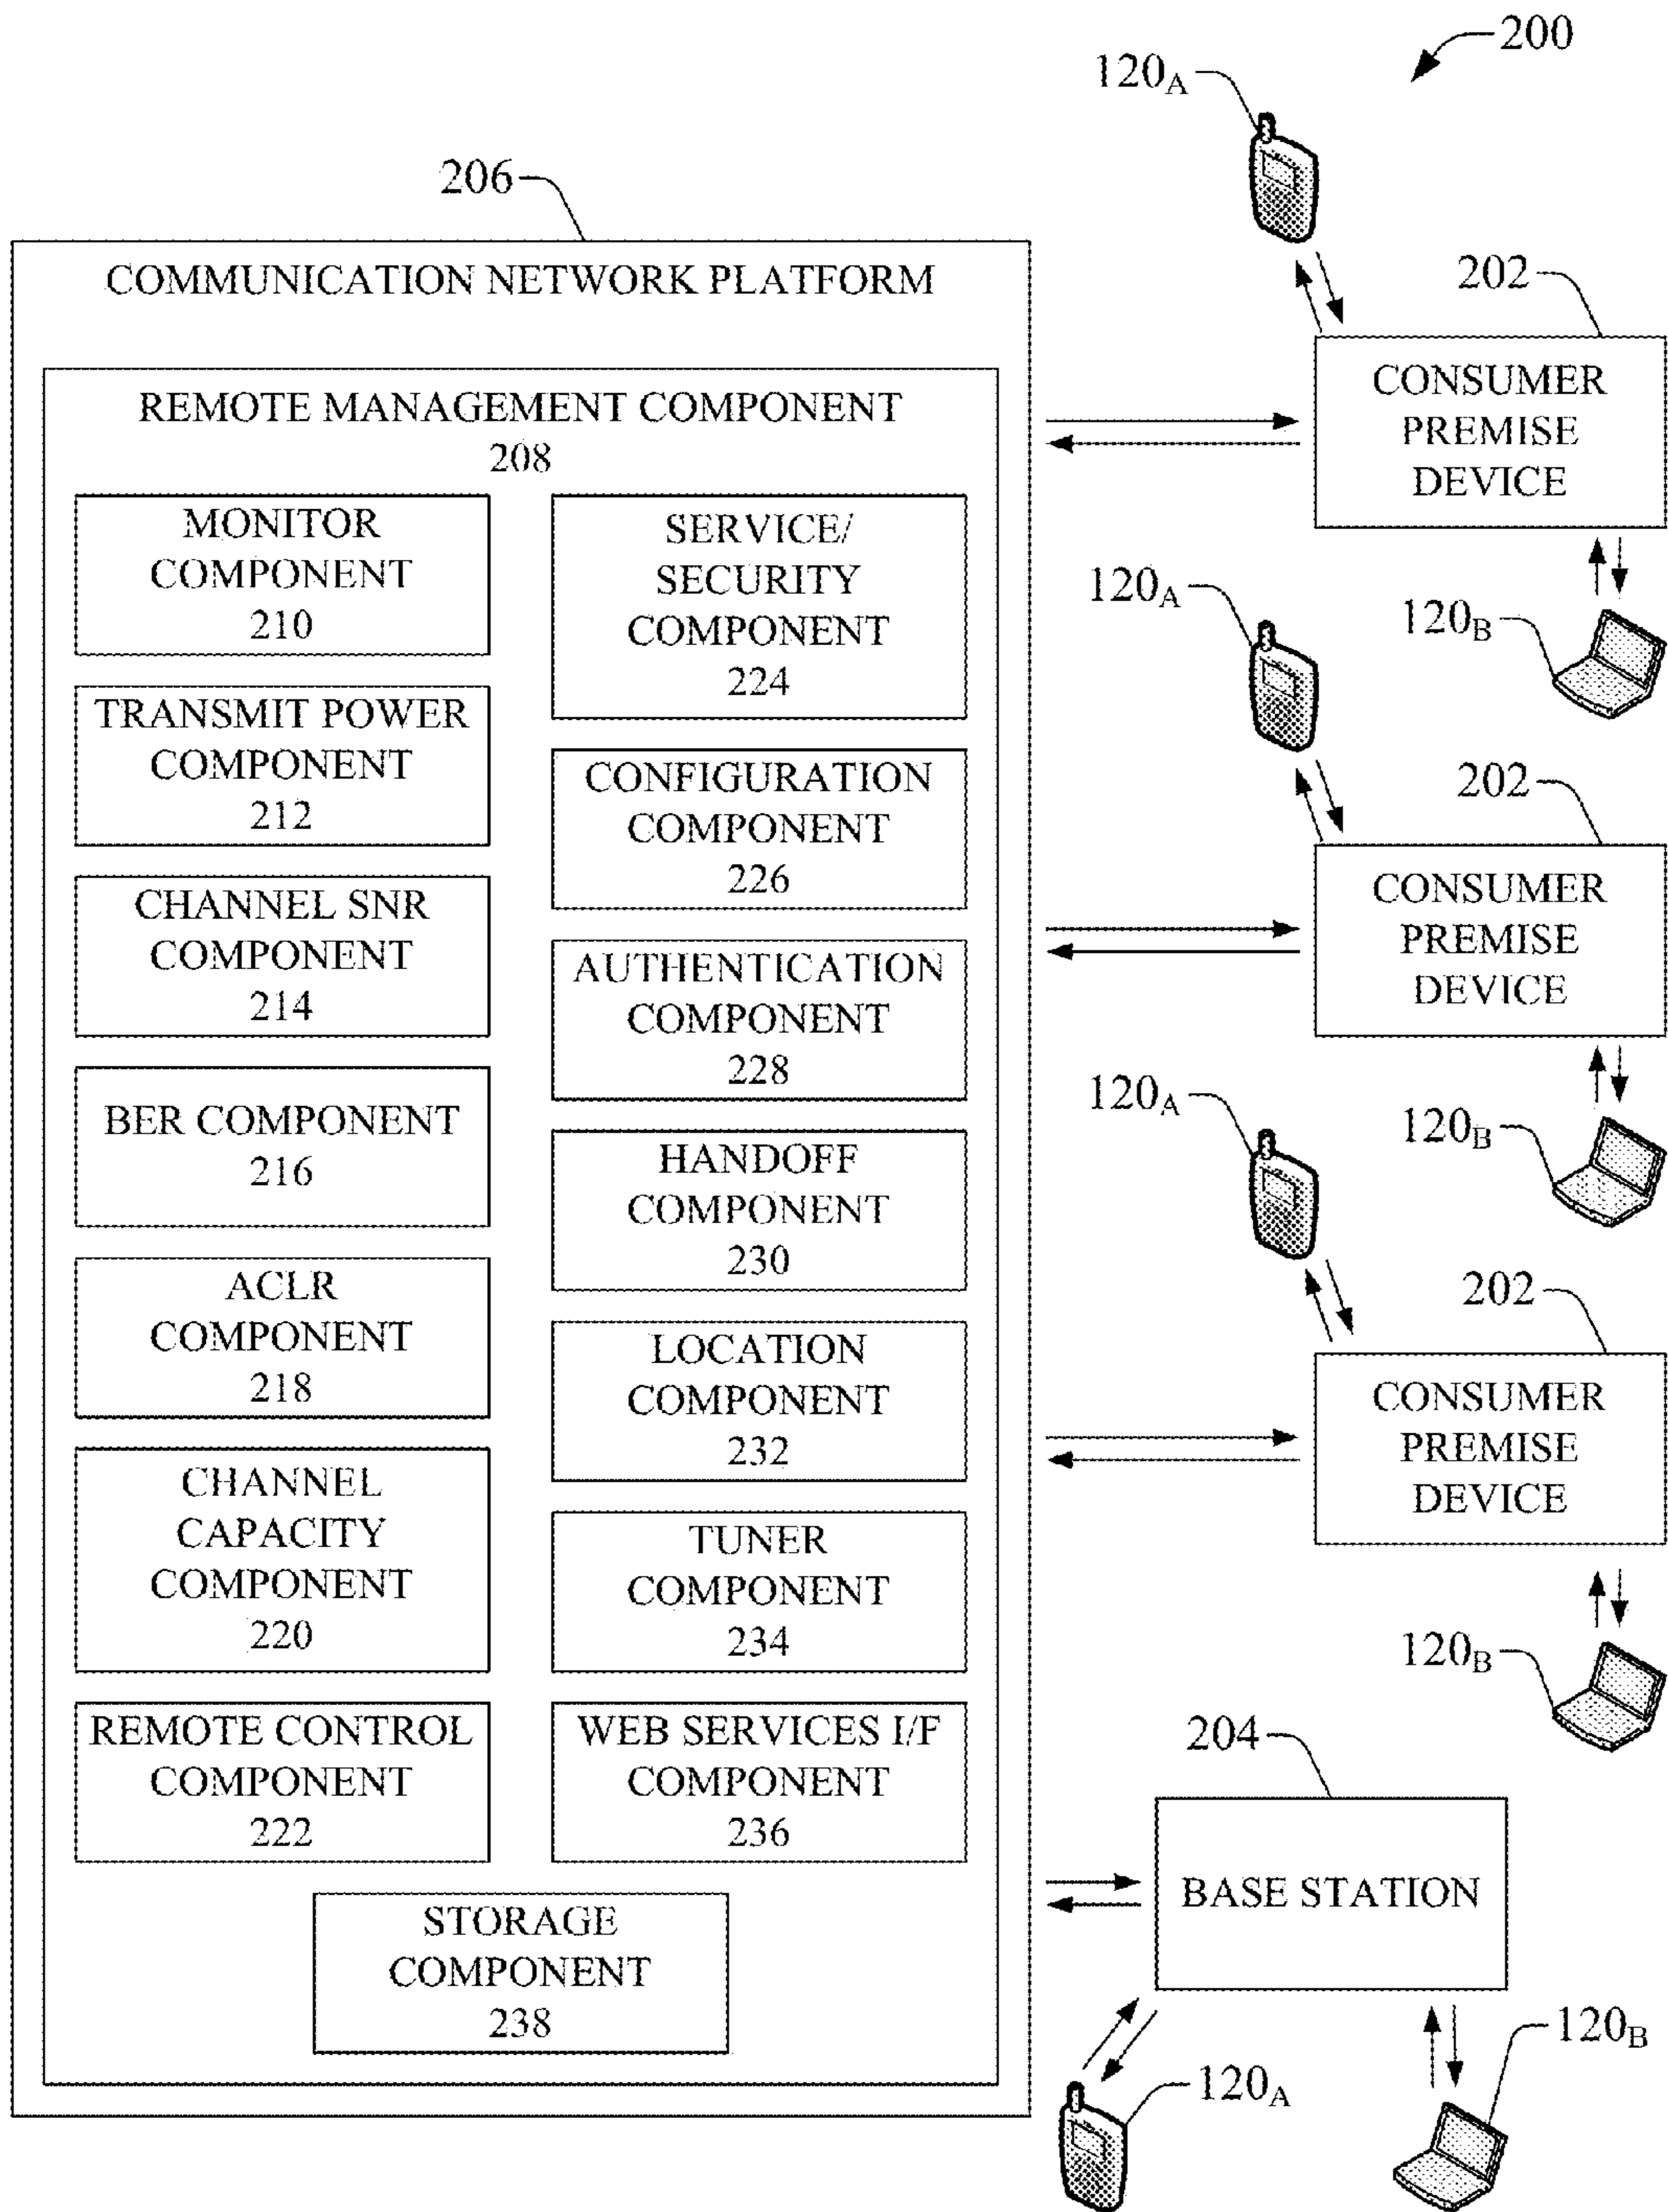 200
120A
206
COMMUNICATION NETWORK PLATFORM
202
REMOTE MANAGEMENT COMPONENT
208
CONSUMER
PREMISE
DEVICE
MONITOR
COMPONENT
210
TRANSMIT POWER
COMPONENT
212
CHANNEL SNR
COMPONENT
214
BER COMPONENT
216
ACLR
COMPONENT
218
CHANNEL
CAPACITY
COMPONENT
220
REMOTE CONTROL
COMPONENT
222
SERVICE/
SECURITY
COMPONENT
224
CONFIGURATION
COMPONENT
226
AUTHENTICATION
COMPONENT
228
HANDOFF
COMPONENT
230
LOCATION
COMPONENT
232
TUNER
COMPONENT
234
WEB SERVICES I/F
COMPONENT
236
STORAGE
COMPONENT
238
120A
120B
202
CONSUMER
PREMISE
DEVICE
120A
120B
202
CONSUMER
PREMISE
DEVICE
120B
204
BASE STATION
120B
120A